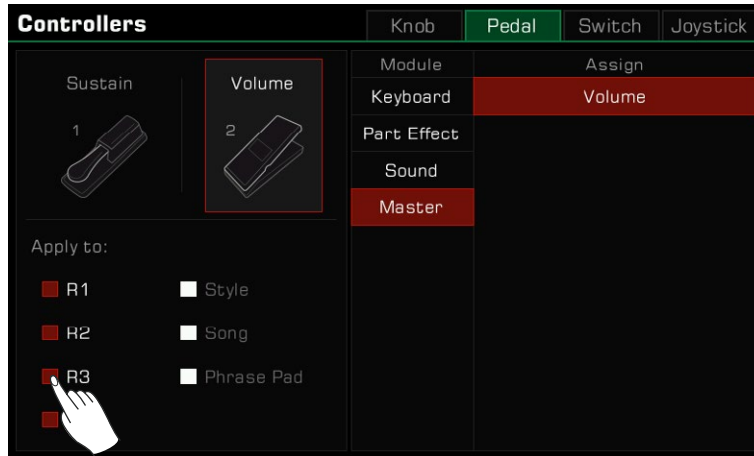 Controllers
Knob
Pedal
Switch
Joystick
Sustain
Volume
1
2
Module
Assign
Keyboard
Volume
Part Effect
Sound
Master
Apply to:
R1
Style
R2
Song
R3
Phrase Pad